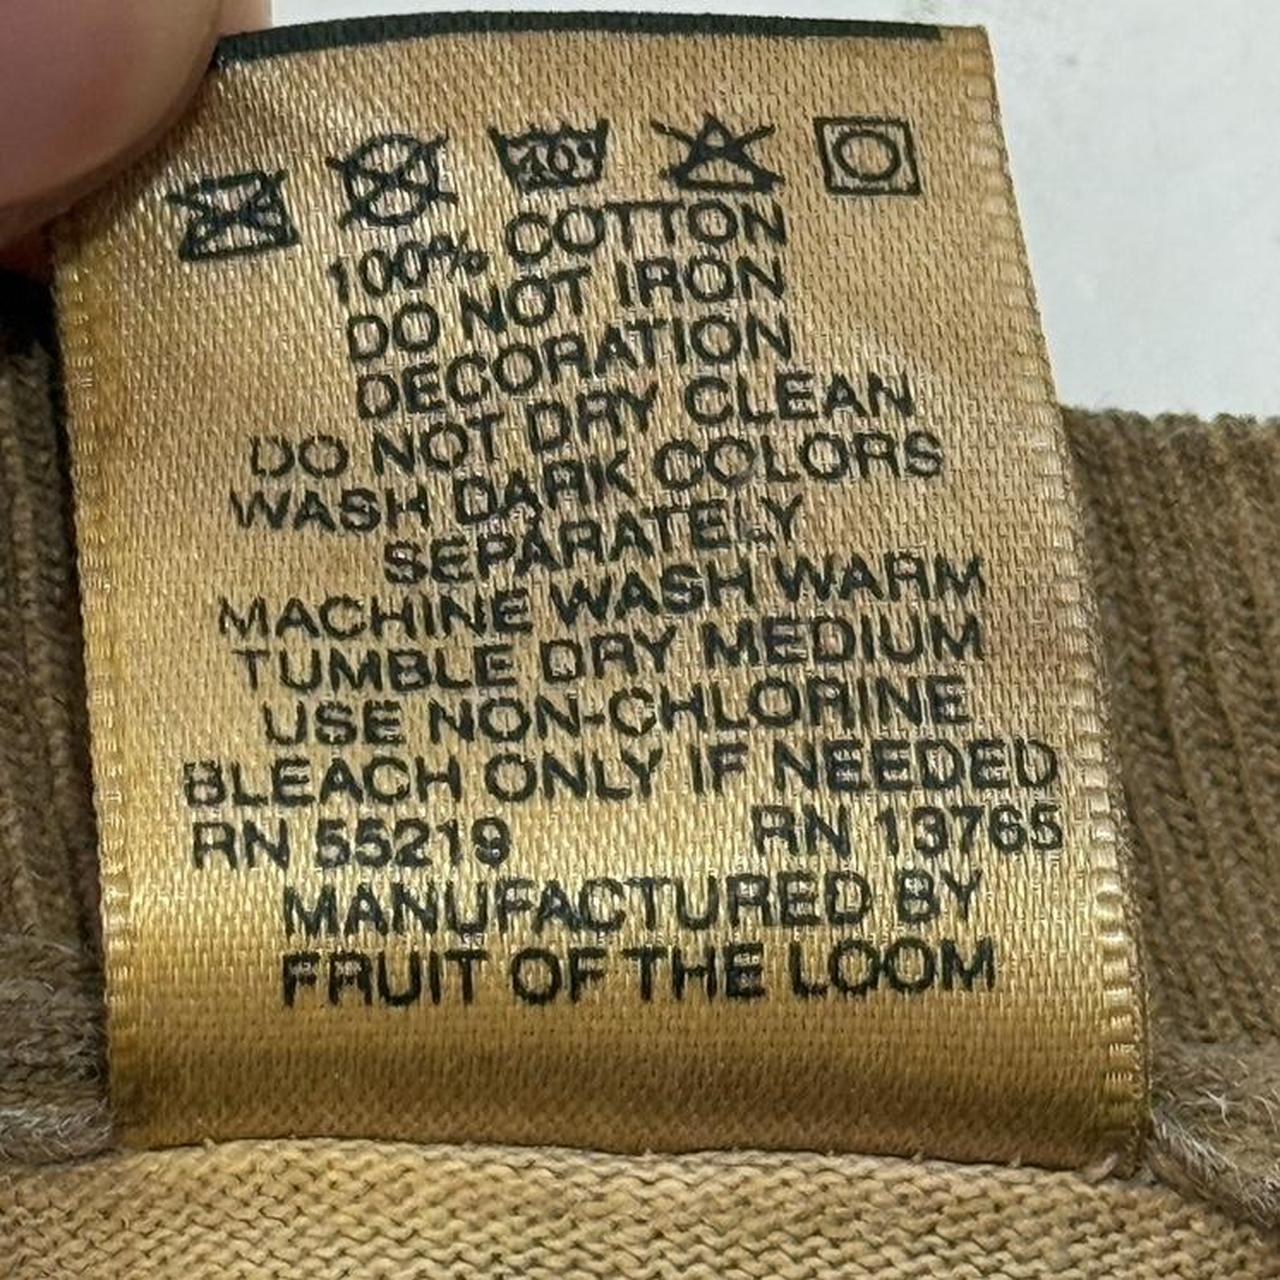 40°
100% COTTON
DO NOT IRON
DECORATION
DO NOT DRY CLEAN
WASH DARK COLORS
SEPARATELY
MACHINE WASH WARM
TUMBLE DRY MEDIUM
USE NON-CHLORINE
BLEACH ONLY IF NEEDED
RN 55219 RN 13765
MANUFACTURED BY
FRUIT OF THE LOOM